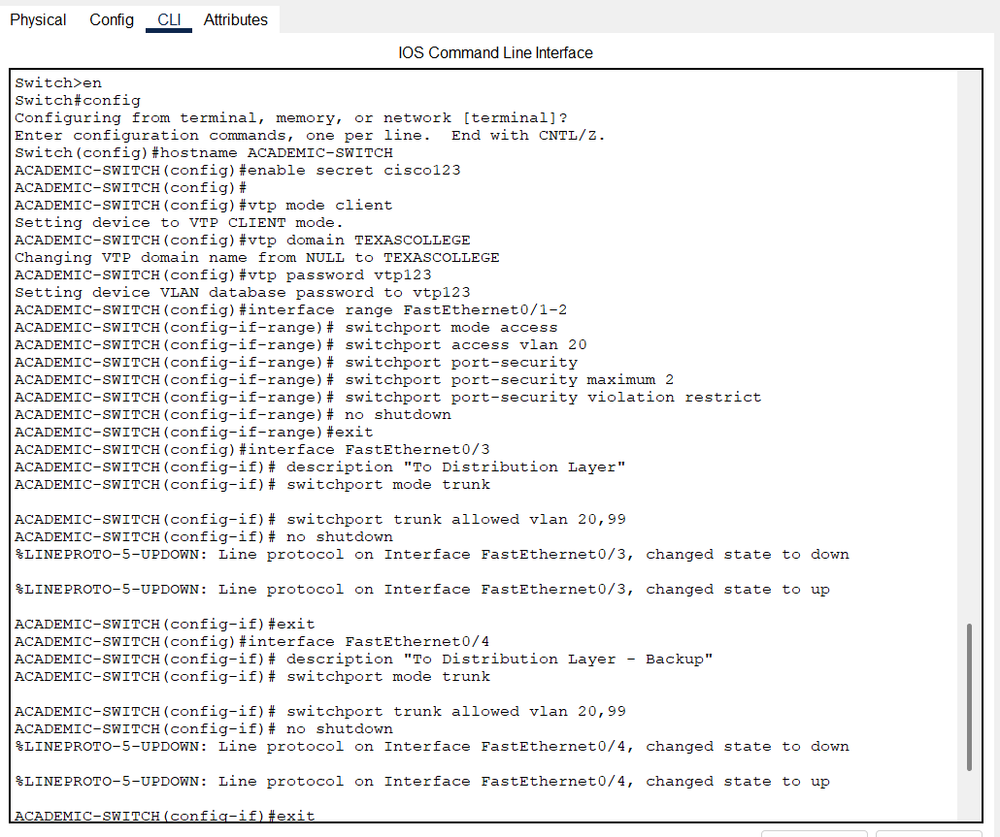 Physical Config CLI Attributes
IOS Command Line Interface
Switch>en
Switch#config
Configuring from terminal, memory, or network [terminal]?
Enter configuration commands, one per line.  End with CNTL/Z.
Switch(config)#hostname ACADEMIC-SWITCH
ACADEMIC-SWITCH(config)#enable secret cisco123
ACADEMIC-SWITCH(config)#
ACADEMIC-SWITCH(config)#vtp mode client
Setting device to VTP CLIENT mode.
ACADEMIC-SWITCH(config)#vtp domain TEXASCOLLEGE
Changing VTP domain name from NULL to TEXASCOLLEGE
ACADEMIC-SWITCH(config)#vtp password vtp123
Setting device VLAN database password to vtp123
ACADEMIC-SWITCH(config)#interface range FastEthernet0/1-2
ACADEMIC-SWITCH(config-if-range)# switchport mode access
ACADEMIC-SWITCH(config-if-range)# switchport access vlan 20
ACADEMIC-SWITCH(config-if-range)# switchport port-security
ACADEMIC-SWITCH(config-if-range)# switchport port-security maximum 2
ACADEMIC-SWITCH(config-if-range)# switchport port-security violation restrict
ACADEMIC-SWITCH(config-if-range)# no shutdown
ACADEMIC-SWITCH(config-if-range)#exit
ACADEMIC-SWITCH(config)#interface FastEthernet0/3
ACADEMIC-SWITCH(config-if)# description "To Distribution Layer"
ACADEMIC-SWITCH(config-if)# switchport mode trunk
ACADEMIC-SWITCH(config-if)# switchport trunk allowed vlan 20,99
ACADEMIC-SWITCH(config-if)# no shutdown
%LINEPROTO-5-UPDOWN: Line protocol on Interface FastEthernet0/3, changed state to down
%LINEPROTO-5-UPDOWN: Line protocol on Interface FastEthernet0/3, changed state to up
ACADEMIC-SWITCH(config-if)#exit
ACADEMIC-SWITCH(config)#interface FastEthernet0/4
ACADEMIC-SWITCH(config-if)# description "To Distribution Layer - Backup"
ACADEMIC-SWITCH(config-if)# switchport mode trunk
ACADEMIC-SWITCH(config-if)# switchport trunk allowed vlan 20,99
ACADEMIC-SWITCH(config-if)# no shutdown
%LINEPROTO-5-UPDOWN: Line protocol on Interface FastEthernet0/4, changed state to down
%LINEPROTO-5-UPDOWN: Line protocol on Interface FastEthernet0/4, changed state to up
ACADEMIC-SWITCH(config-if)#exit